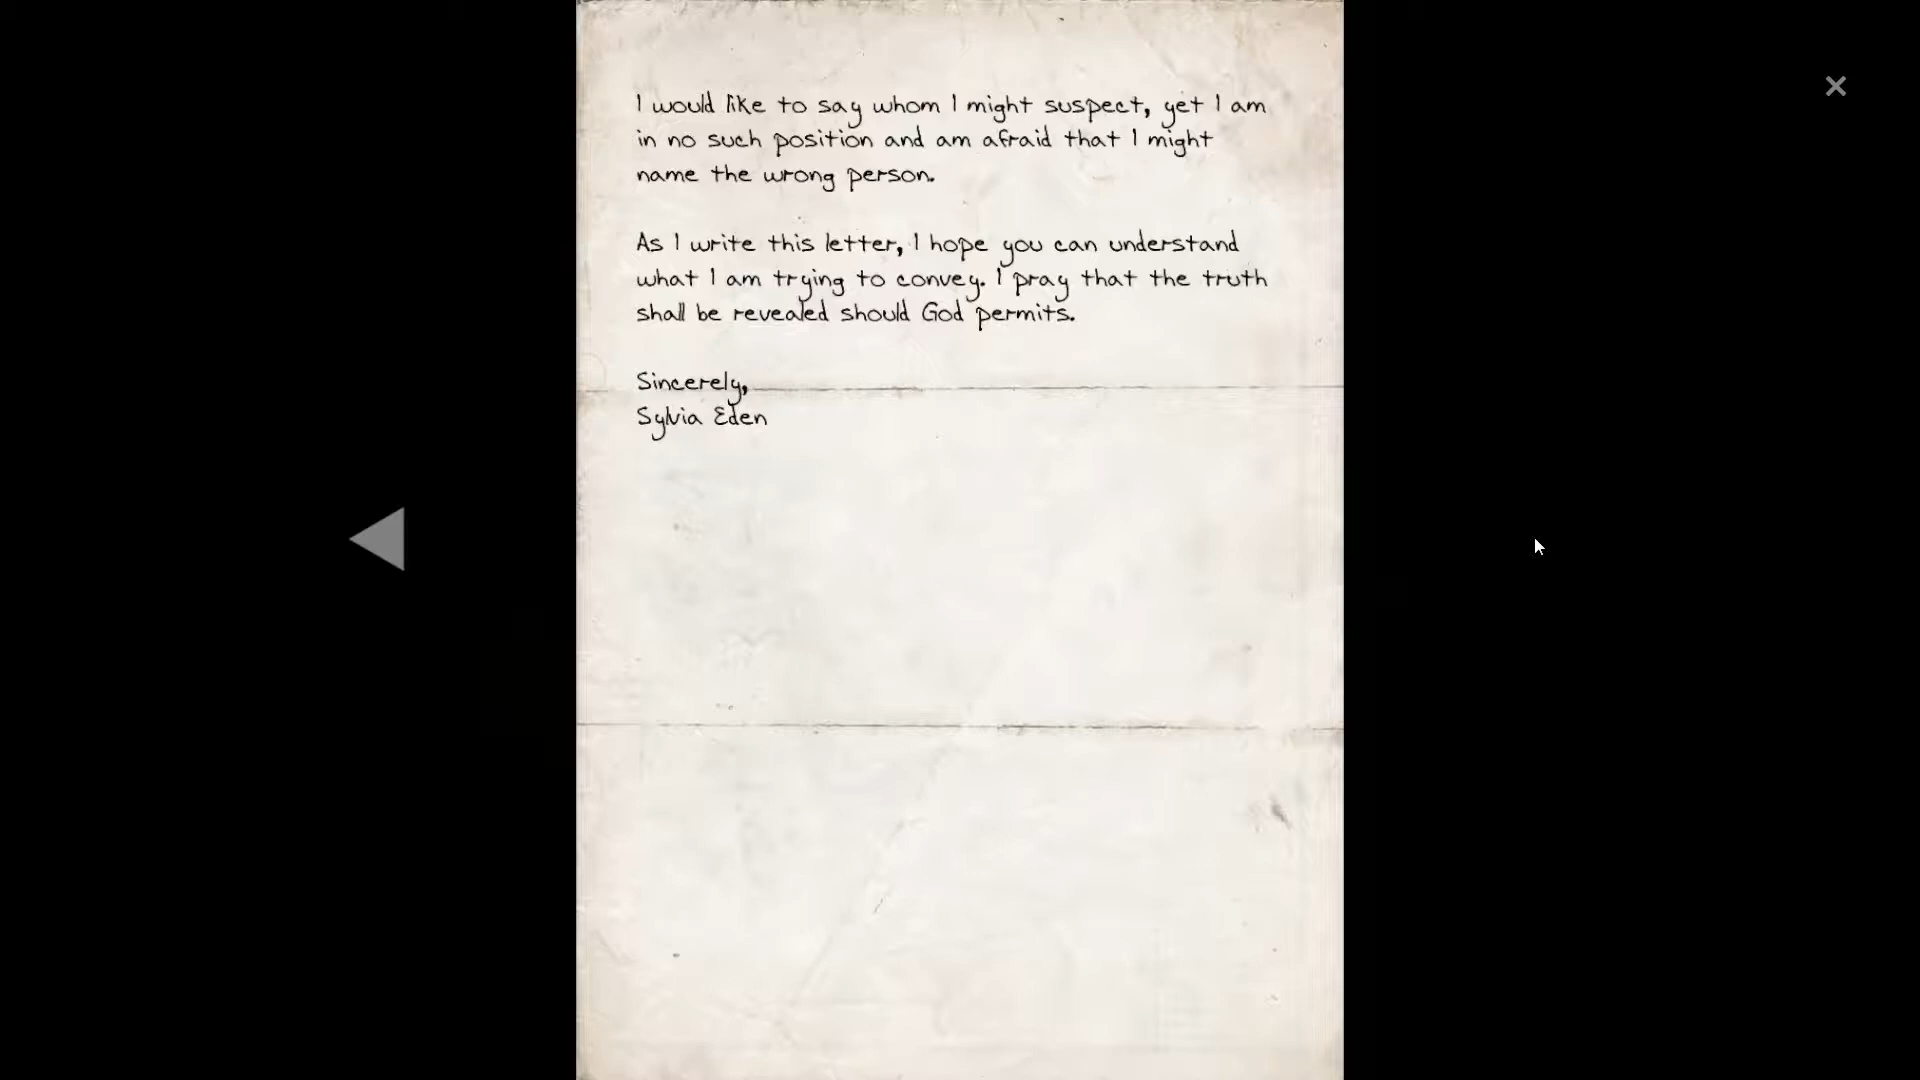 I would like to say whom I might suspect, yet I am
in no such position and am afraid that I might
name the wrong person.
As I write this letter, I hope you can understand
what I am trying to convey. I pray that the truth
shall be revealed should God permits.
Sincerely,
Sylvia Eden